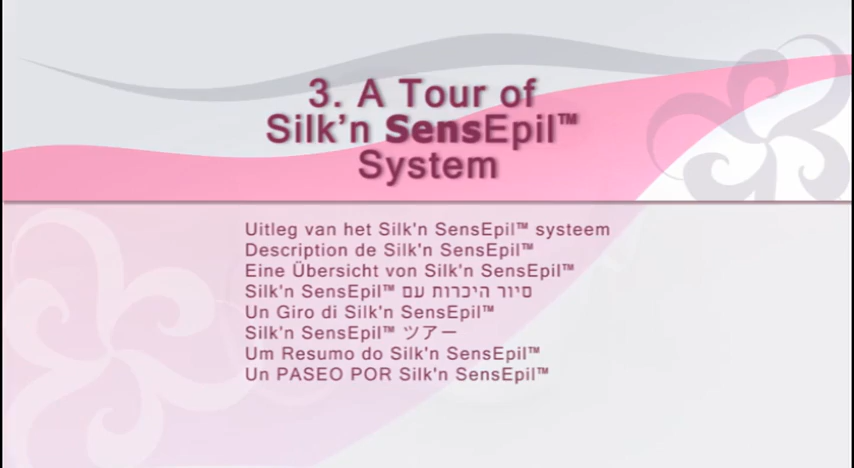 3. A Tour of
Silk'n SensEpil™
System
Uitleg van het Silk'n SensEpil™ systeem
Description de Silk'n SensEpil™
Eine Übersicht von Silk'n SensEpil™
Silk'n SensEpil™ סיור היכרות עם
Un Giro di Silk'n SensEpil™
Silk'n SensEpil™ ツアー
Um Resumo do Silk'n SensEpil™
Un PASEO POR Silk'n SensEpil™